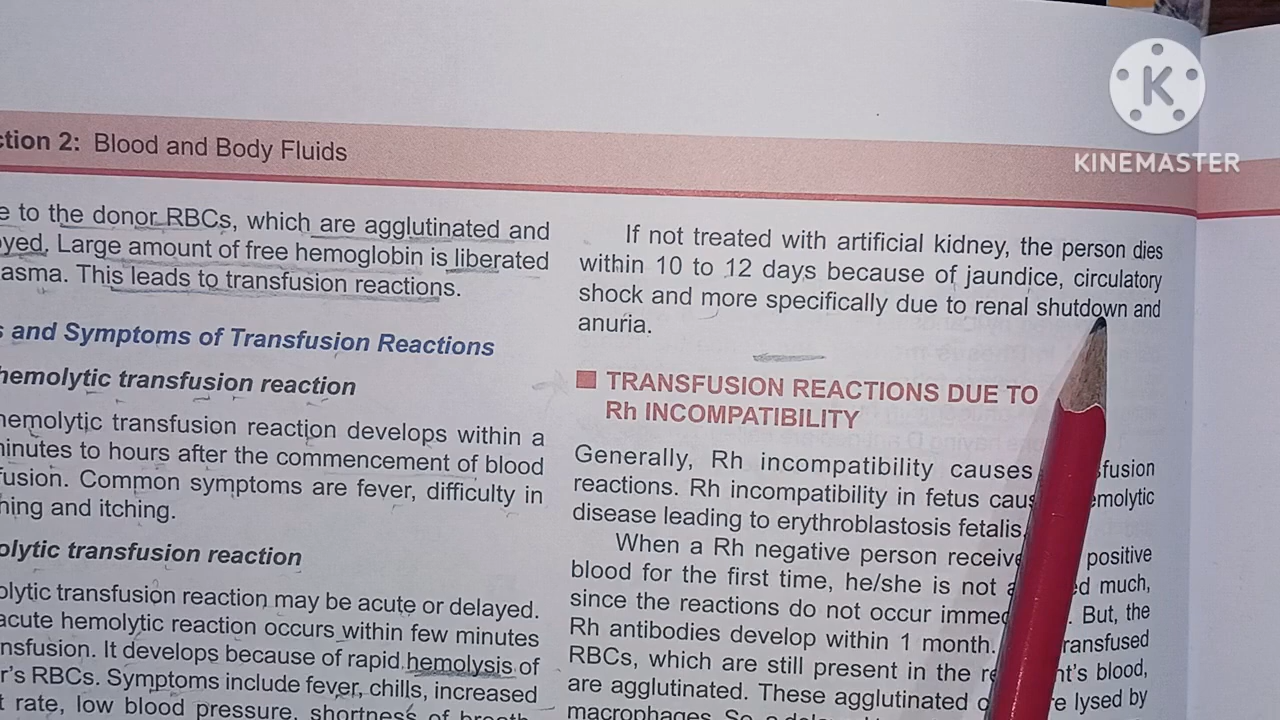 KINEMASTER
ction 2: Blood and Body Fluids
to the donor RBCs, which are agglutinated and
Large amount of free hemoglobin is liberated
This leads to transfusion reactions.
and Symptoms of Transfusion Reactions
hemolytic transfusion reaction
hemolytic transfusion reaction develops within a
minutes to hours after the commencement of blood
Common symptoms are fever, difficulty in
and itching.
olytic transfusion reaction
olytic transfusion reaction may be acute or delayed.
acute hemolytic reaction occurs within few minutes
It develops because of rapid hemolysis of
r's RBCs. Symptoms include fever, chills, increased
rate, low blood pressure, shortness of breath,
If not treated with artificial kidney, the person dies
within 10 to 12 days because of jaundice, circulatory
shock and more specifically due to renal shutdown and
anuria.
TRANSFUSION REACTIONS DUE TO
Rh INCOMPATIBILITY
Generally, Rh incompatibility causes fusion
reactions. Rh incompatibility in fetus caus emolytic
disease leading to erythroblastosis fetalis
When a Rh negative person receive positive
blood for the first time, he/she is not much,
since the reactions do not occur immed But, the
Rh antibodies develop within 1 month. ransfused
RBCs, which are still present in the re nt's blood,
are agglutinated. These agglutinated lysed by
macrophages. So,